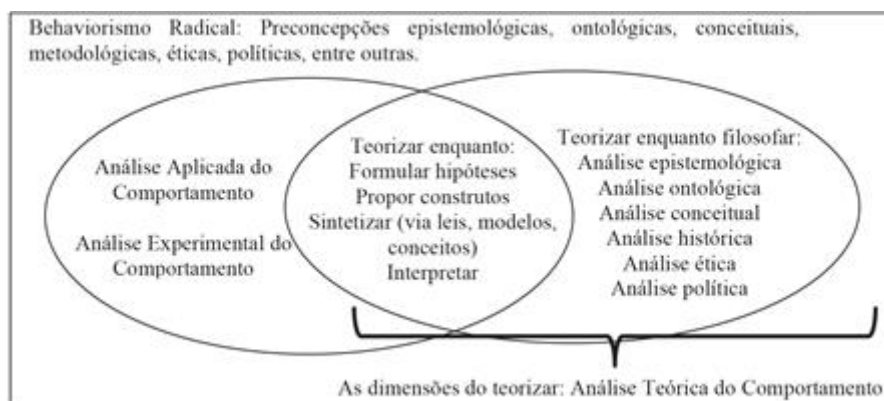 Behaviorismo Radical: Preconcepções epistemológicas, ontológicas, conceituais,
metodológicas, éticas, políticas, entre outras.
Análise Aplicada do
Comportamento
Análise Experimental do
Comportamento
Teorizar enquanto:
Formular hipóteses
Propor construtos
Sintetizar (via leis, modelos,
conceitos)
Interpretar
Teorizar enquanto filosofar:
Análise epistemológica
Análise ontológica
Análise conceitual
Análise histórica
Análise ética
Análise política
As dimensões do teorizar: Análise Teórica do Comportamento